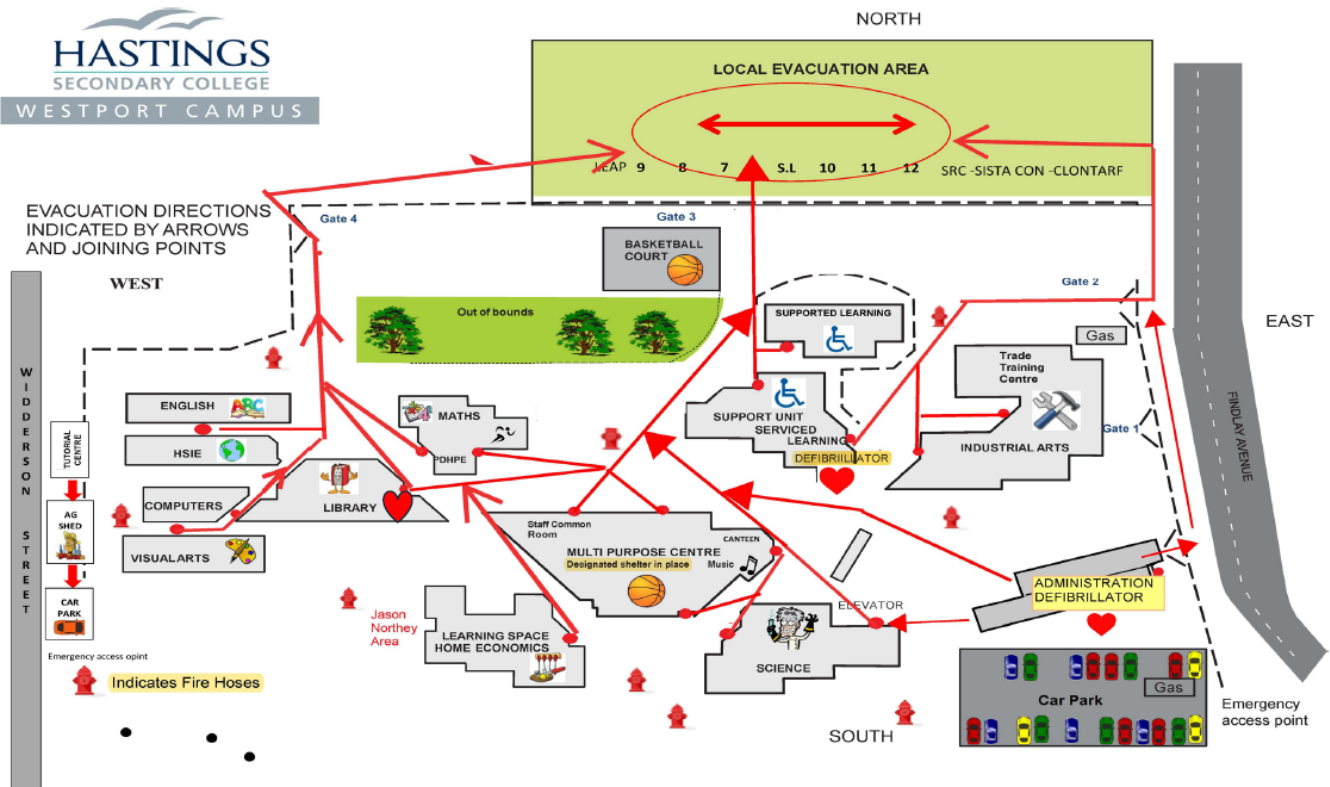 NORTH
HASTINGS
SECONDARY COLLEGE
WESTPORT CAMPUS
LOCAL EVACUATION AREA
LEAP 9 8 7 S.L 10 11 12 SRC -SISTA CON -CLONTARF
EVACUATION DIRECTIONS
INDICATED BY ARROWS
AND JOINING POINTS
Gate 4
Gate 3
BASKETBALL
COURT
WEST
Gate 2
EAST
Out of bounds
SUPPORTED LEARNING
Gas
Trade
Training
Centre
WIDDERSON STREET
FINDLAY AVENUE
TUTORIAL
CENTRE
ENGLISH
ABC
HSIE
MATHS
PDHPE
SUPPORT UNIT
SERVICED
LEARNING
DEFIBRIILLATOR
INDUSTRIAL ARTS
Gate 1
AG
SHED
COMPUTERS
LIBRARY
VISUAL ARTS
Staff Common
Room
CANTEEN
MULTI PURPOSE CENTRE
Designated shelter in place
Music
CAR
PARK
Jason
Northey
Area
LEARNING SPACE
HOME ECONOMICS
ELEVATOR
SCIENCE
ADMINISTRATION
DEFIBRILLATOR
Emergency access opint
Indicates Fire Hoses
Car Park
Gas
Emergency
access point
SOUTH